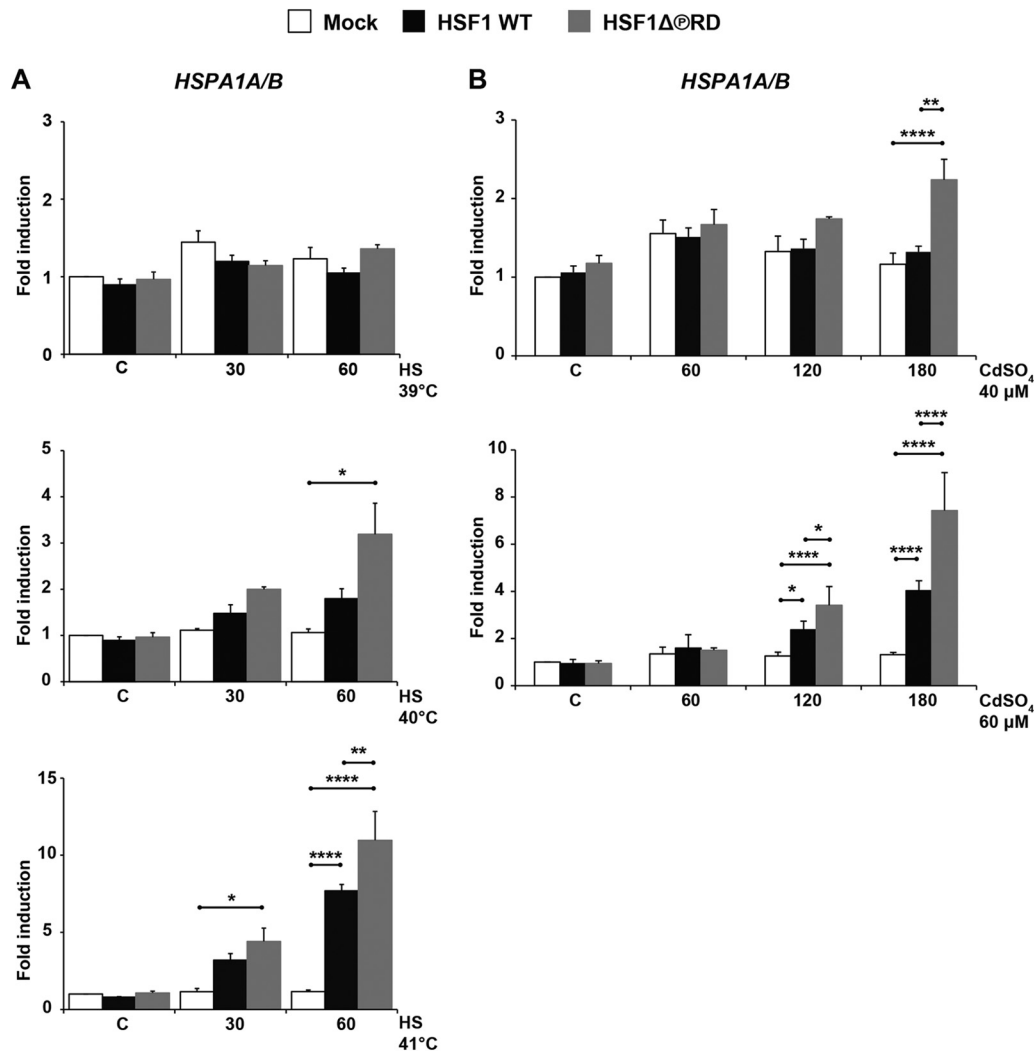 Mock HSF1 WT HSF1ΔⓅRD
A
HSPA1A/B
Fold induction
3
2
1
0
C 30 60 HS
39°C
Fold induction
5
4
3
2
1
0
*
C 30 60 HS
40°C
Fold induction
15
10
5
0
*
****
****
**
C 30 60 HS
41°C
B
HSPA1A/B
Fold induction
3
2
1
0
**
****
C 60 120 180 CdSO₄
40 µM
Fold induction
10
8
6
4
2
0
*
****
*
****
****
****
C 60 120 180 CdSO₄
60 µM